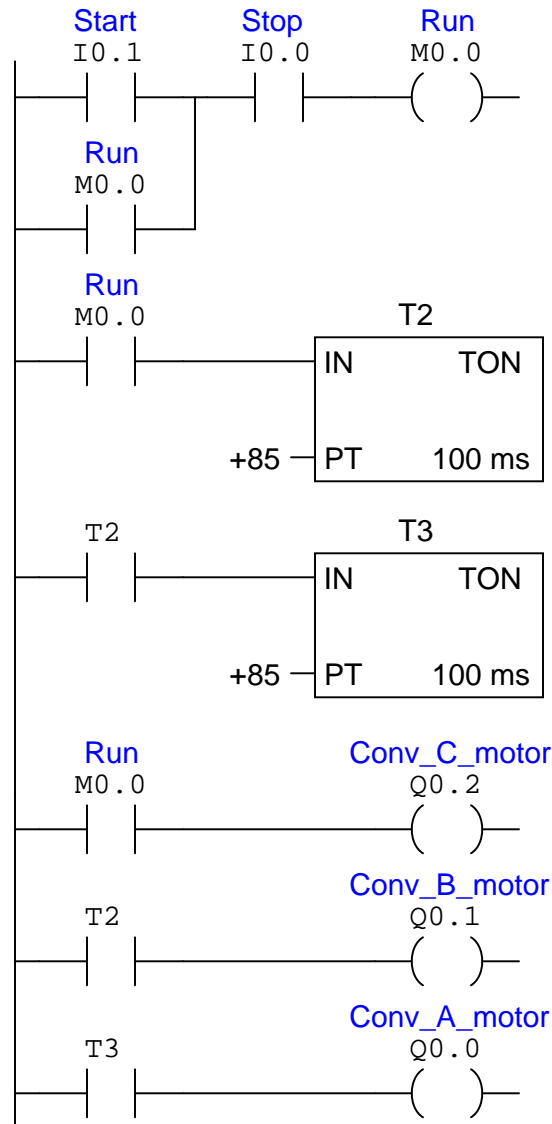 Start Stop Run
I0.1 I0.0 M0.0
Run
M0.0
Run
M0.0 T2
IN TON
+85 PT 100 ms
T2 T3
IN TON
+85 PT 100 ms
Run Conv_C_motor
M0.0 Q0.2
Conv_B_motor
T2 Q0.1
Conv_A_motor
T3 Q0.0